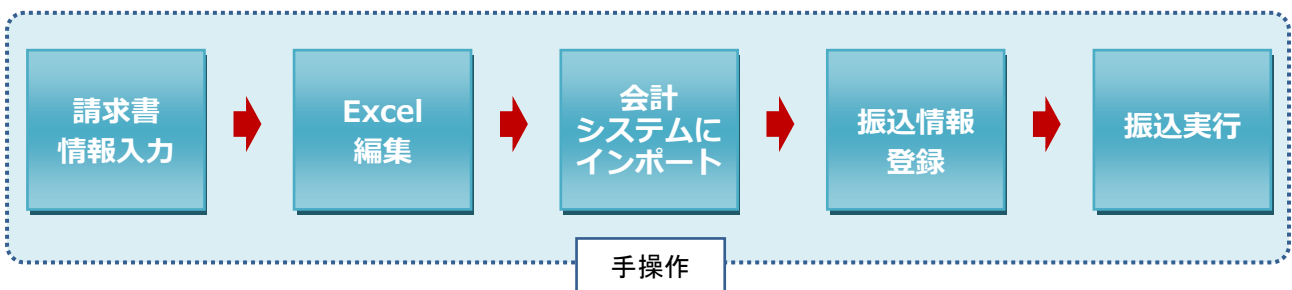 請求書
情報入力
Excel
編集
会計
システムに
インポート
振込情報
登録
振込実行
手操作